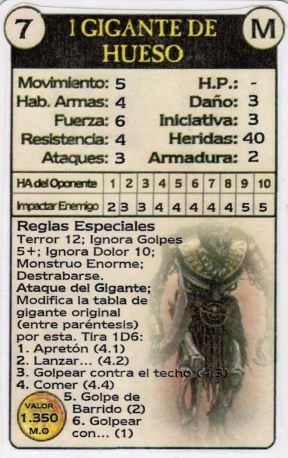 7
1 GIGANTE DE
HUESO
M
Movimiento: 5 H.P.: -
Hab. Armas: 4 Daño: 3
Fuerza: 6 Iniciativa: 3
Resistencia: 4 Heridas: 40
Ataques: 3 Armadura: 2
HA del Oponente 1 2 3 4 5 6 7 8 9 10
Impactar Enemigo 2 3 3 4 4 4 4 4 5 5
Reglas Especiales
Terror 12; Ignora Golpes
5+; Ignora Dolor 10;
Monstruo Enorme;
Destrabarse.
Ataque del Gigante;
Modifica la tabla de
gigante original
(entre paréntesis)
por esta. Tira 1D6:
1. Apretón (4.1)
2. Lanzar... (4.2)
3. Golpear contra el techo (4.3)
4. Comer (4.4)
5. Golpe de
Barrido (2)
6. Golpear
con... (1)
VALOR
1.350
M.O